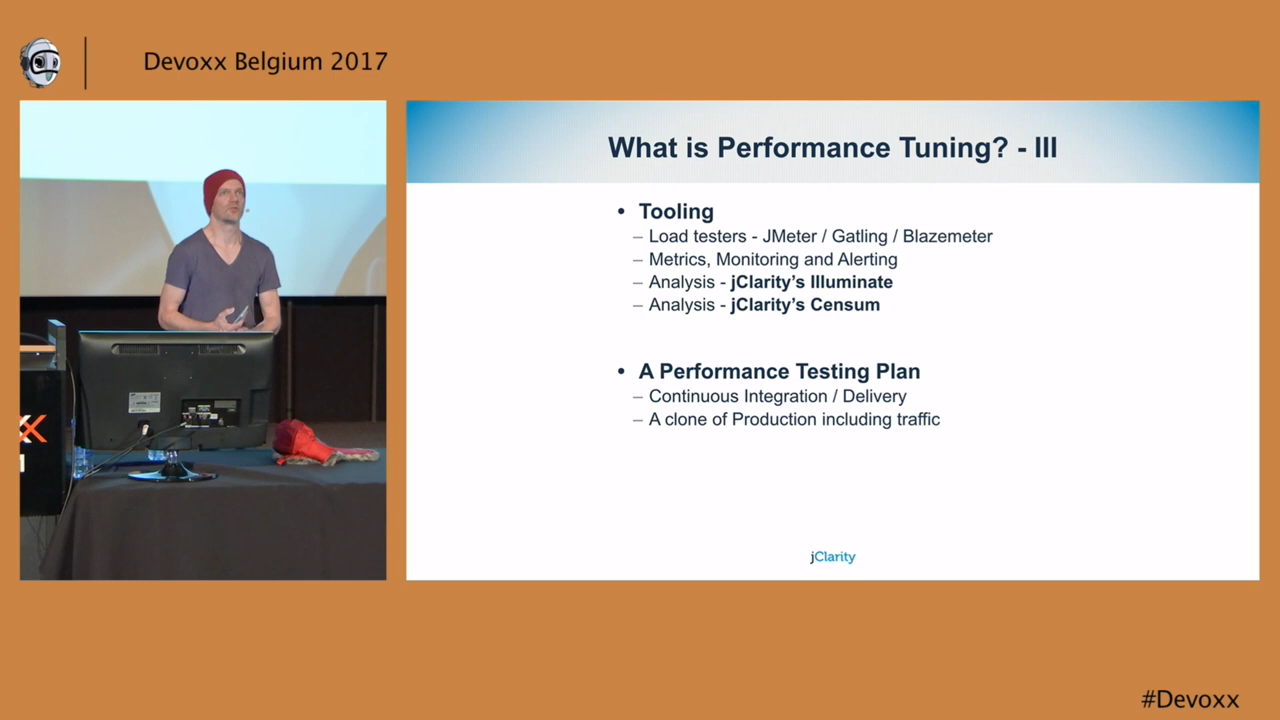 Devoxx Belgium 2017
What is Performance Tuning? - III
• Tooling
– Load testers - JMeter / Gatling / Blazemeter
– Metrics, Monitoring and Alerting
– Analysis - jClarity’s Illuminate
– Analysis - jClarity’s Censum
• A Performance Testing Plan
– Continuous Integration / Delivery
– A clone of Production including traffic
jClarity
#Devoxx